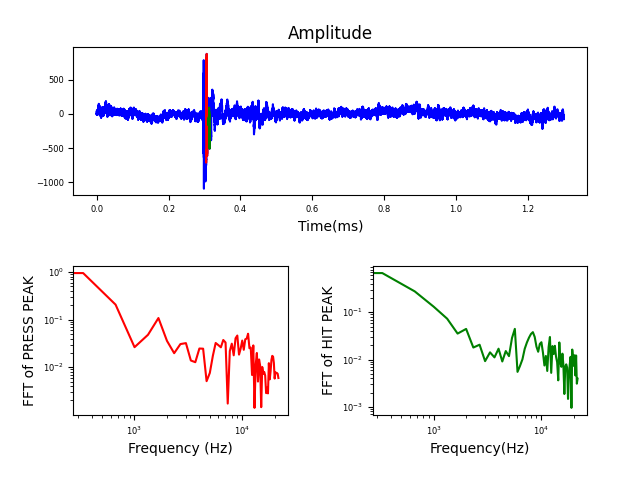 Amplitude
500
0
−500
−1000
0.0 0.2 0.4 0.6 0.8 1.0 1.2
Time(ms)
FFT of PRESS PEAK
10⁰
10⁻¹
10⁻²
10³ 10⁴
Frequency (Hz)
FFT of HIT PEAK
10⁻¹
10⁻²
10⁻³
10³ 10⁴
Frequency(Hz)